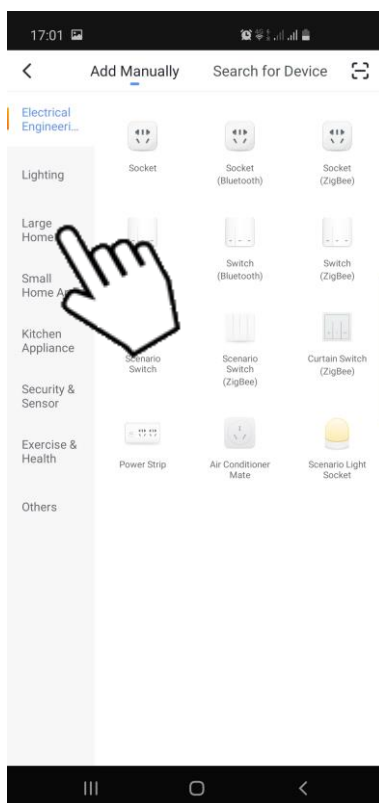 17:01
Add Manually
Search for Device
Electrical
Engineeri...
Lighting
Large
Small
Home
Kitchen
Appliance
Security &
Sensor
Exercise &
Health
Others
Socket
Socket
(Bluetooth)
Socket
(ZigBee)
Switch
(Bluetooth)
Switch
(ZigBee)
Scenario
Switch
Scenario
Switch
(ZigBee)
Curtain Switch
(ZigBee)
Power Strip
Air Conditioner
Mate
Scenario Light
Socket